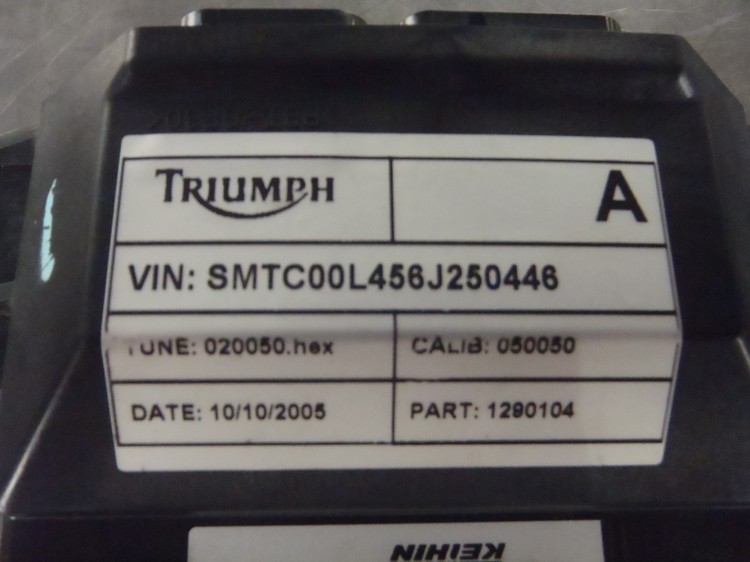 TRIUMPH
A
VIN: SMTC00L456J250446
TUNE: 020050.hex
CALIB: 050050
DATE: 10/10/2005
PART: 1290104
KEIHIN